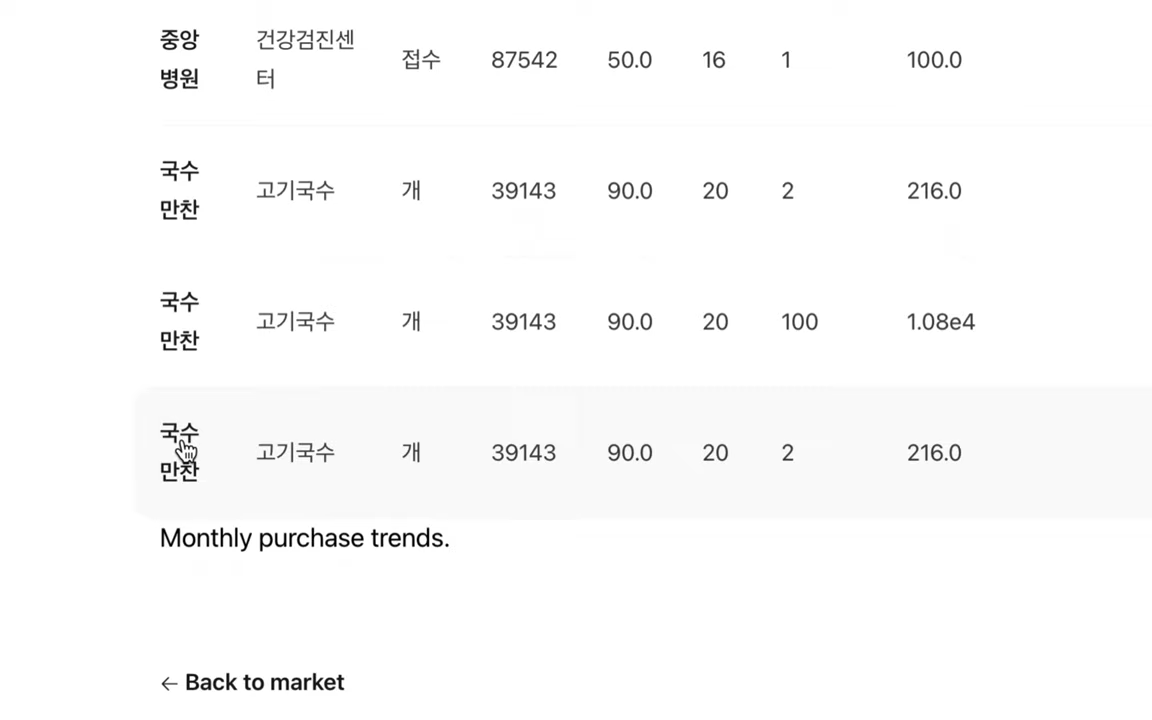 중앙 병원 건강검진센터 접수 87542 50.0 16 1 100.0
국수 만찬 고기국수 개 39143 90.0 20 2 216.0
국수 만찬 고기국수 개 39143 90.0 20 100 1.08e4
국수 만찬 고기국수 개 39143 90.0 20 2 216.0
Monthly purchase trends.
← Back to market